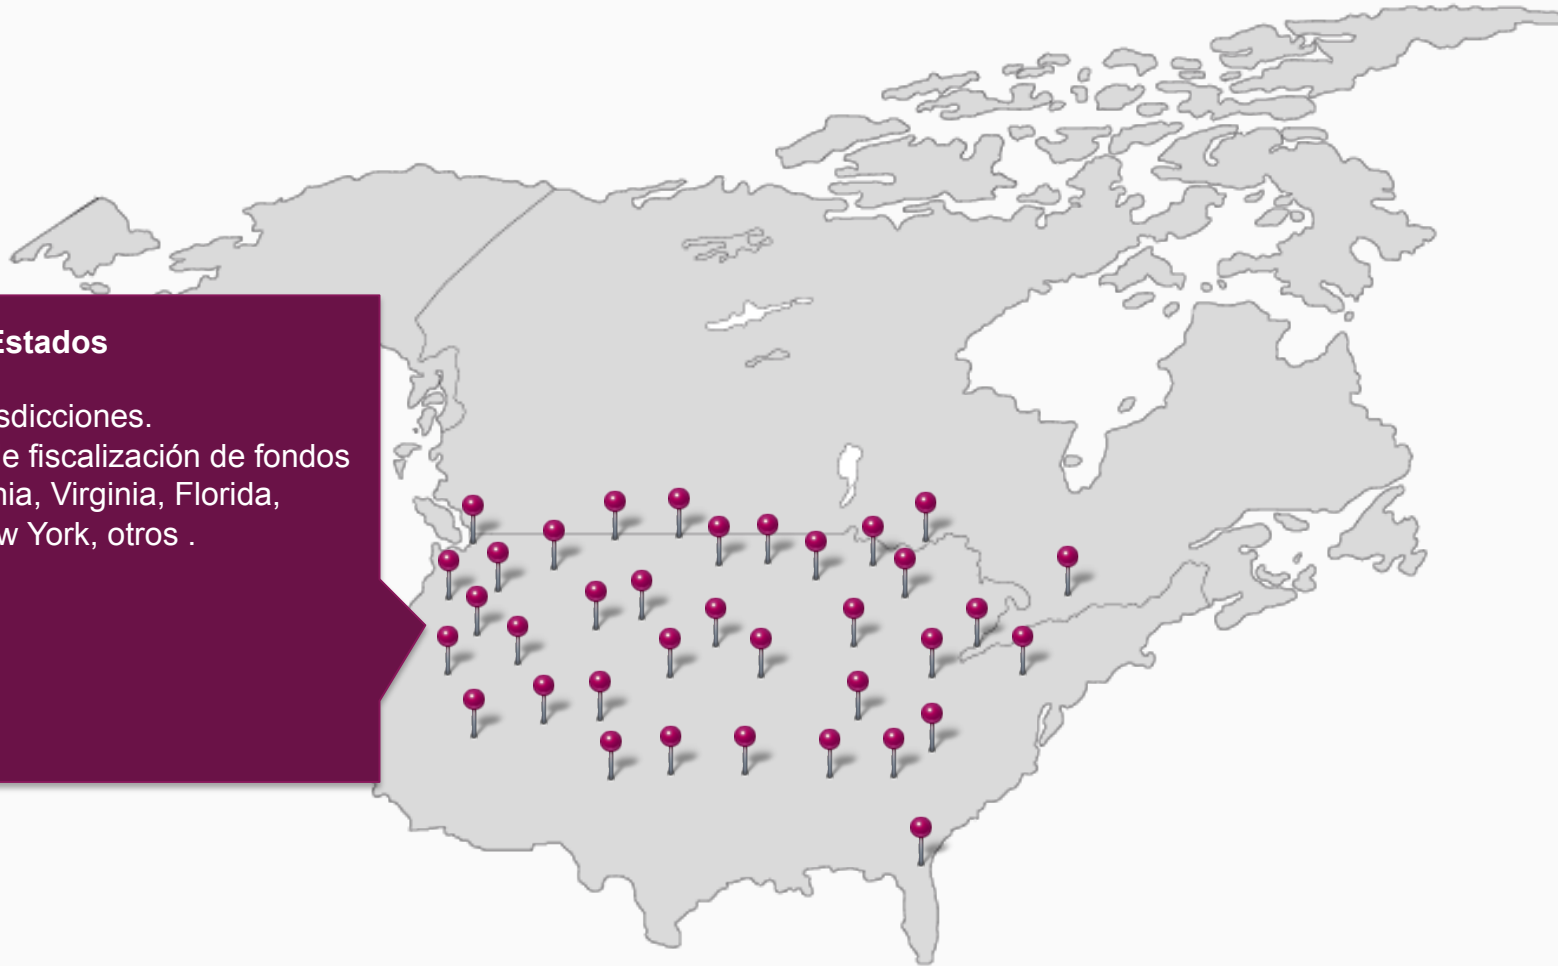 Estados
sdicciones.
e fiscalización de fondos
nia, Virginia, Florida,
w York, otros .